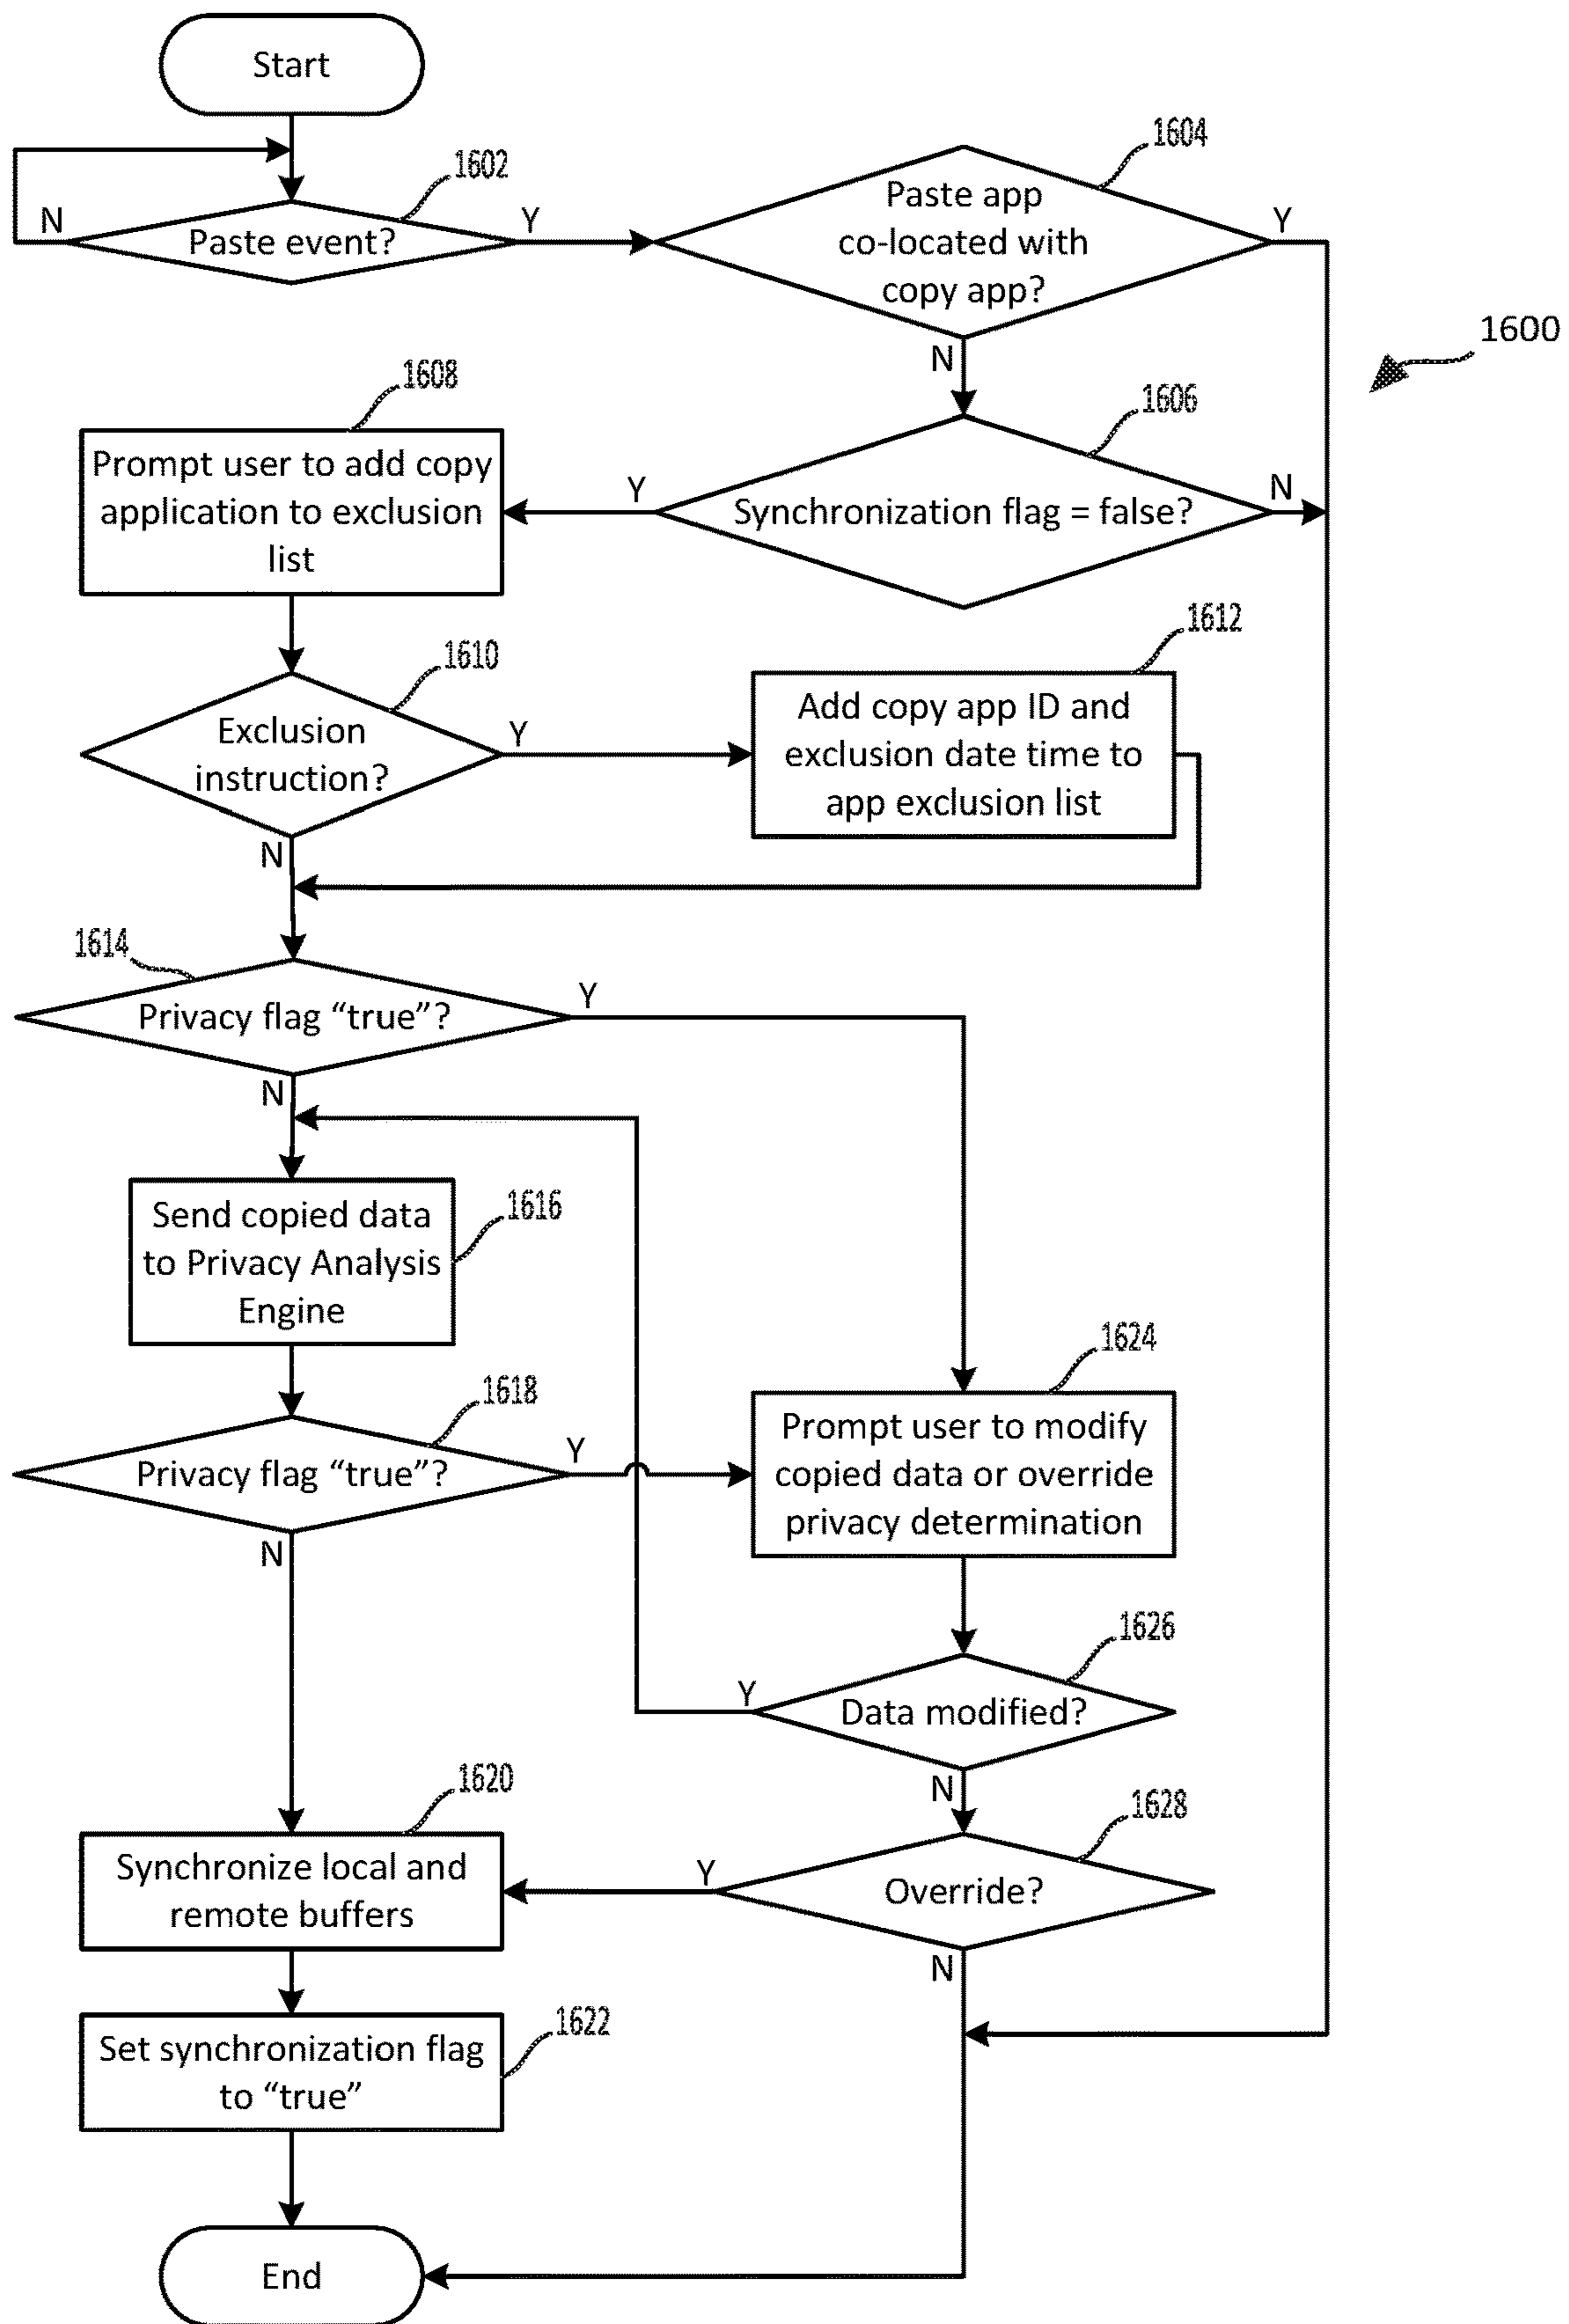 Start
1602
N
Paste event?
Y
1604
Paste app
co-located with
copy app?
Y
N
1600
1606
Synchronization flag = false?
Y
N
1608
Prompt user to add copy
application to exclusion
list
1610
Exclusion
instruction?
Y
N
1612
Add copy app ID and
exclusion date time to
app exclusion list
1614
Privacy flag “true”?
Y
N
1616
Send copied data
to Privacy Analysis
Engine
1618
Privacy flag “true”?
Y
N
1624
Prompt user to modify
copied data or override
privacy determination
1626
Data modified?
Y
N
1620
Synchronize local and
remote buffers
1628
Override?
Y
N
1622
Set synchronization flag
to “true”
End